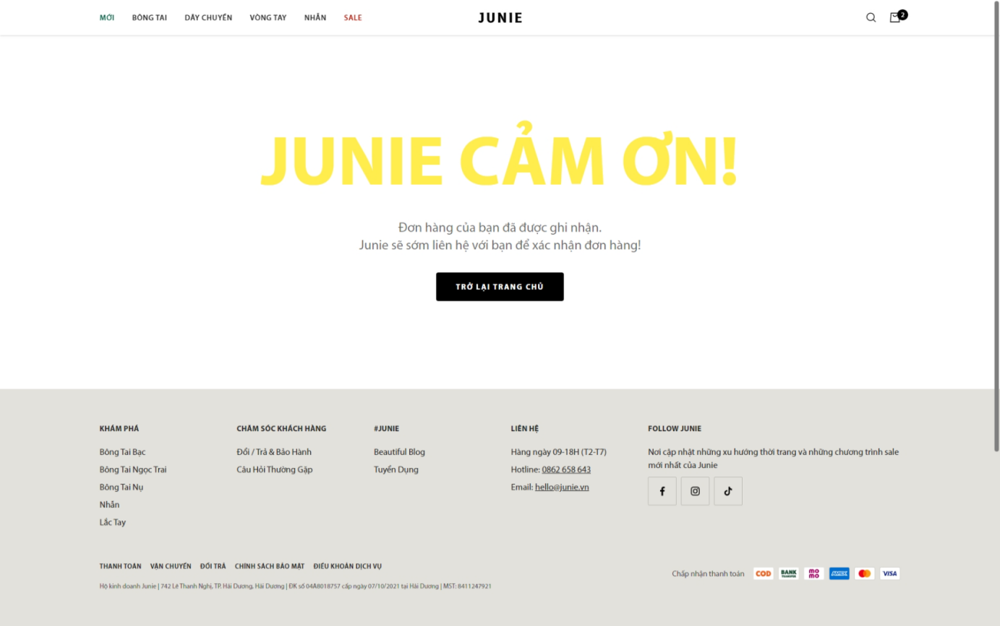 MỚI BÔNG TAI DÂY CHUYỀN VÒNG TAY NHẪN SALE JUNIE 2
JUNIE CẢM ƠN!
Đơn hàng của bạn đã được ghi nhận.
Junie sẽ sớm liên hệ với bạn để xác nhận đơn hàng!
TRỞ LẠI TRANG CHỦ
KHÁM PHÁ
Bông Tai Bạc
Bông Tai Ngọc Trai
Bông Tai Nụ
Nhẫn
Lắc Tay
CHĂM SÓC KHÁCH HÀNG
Đổi / Trả & Bảo Hành
Câu Hỏi Thường Gặp
#JUNIE
Beautiful Blog
Tuyển Dụng
LIÊN HỆ
Hàng ngày 09-18H (T2-T7)
Hotline: 0862 658 643
Email: hello@junie.vn
FOLLOW JUNIE
Nơi cập nhật những xu hướng thời trang và những chương trình sale
mới nhất của Junie
THANH TOÁN VẬN CHUYỂN ĐỔI TRẢ CHÍNH SÁCH BẢO MẬT ĐIỀU KHOẢN DỊCH VỤ
Hộ kinh doanh Junie | 742 Lê Thanh Nghị, TP. Hải Dương, Hải Dương | ĐK số 04A8018757 cấp ngày 07/10/2021 tại Hải Dương | MST: 8411247921
Chấp nhận thanh toán COD BANK TRANSFER mo mo AMEX VISA